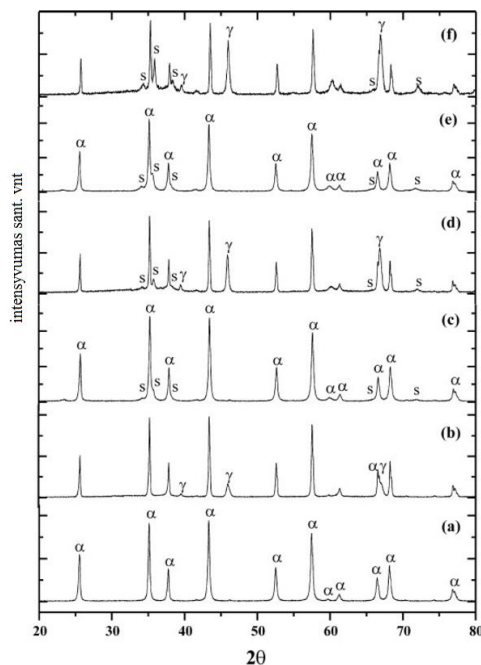 γ
(f)
s s γ
s γ s s
α α (e)
α α α
α s α α
s s α α s α
γ
γ (d)
s s s γ s s
α α α (c)
α α α α
s s s α α s α
α γ (b)
γ γ
α α α (a)
α α α α α
α α α
20 30 40 50 60 70 80
2θ
intensyvumas sant. vnt